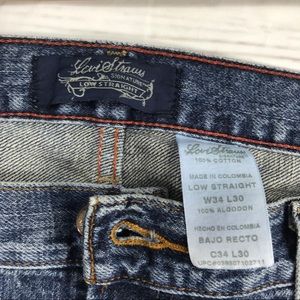 Levi Strauss
SIGNATURE
LOW STRAIGHT
Levi Strauss
SIGNATURE
100% COTTON
MADE IN COLOMBIA
LOW STRAIGHT
W34 L30
100% ALGODON
HECHO EN COLOMBIA
BAJO RECTO
C34 L30